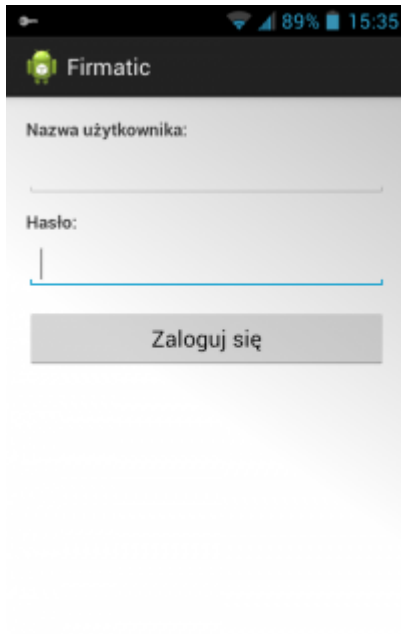 89% 15:35
Firmatic
Nazwa użytkownika:
Hasło:
Zaloguj się